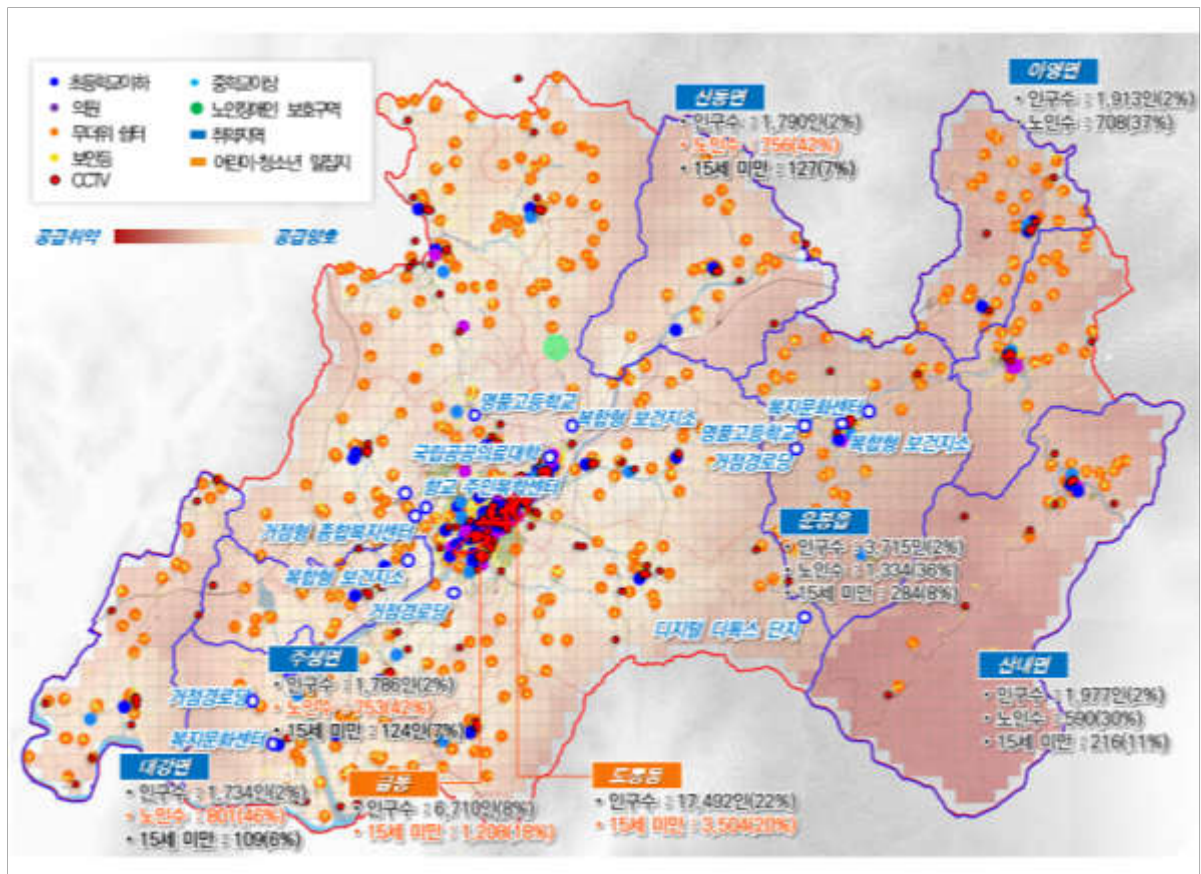 초등학교이하
중학교이상
의원
노인장애인 보호구역
무더위 쉼터
취약지역
보안등
어린이·청소년 밀집지
CCTV
공급취약
공급양호
신동면
• 인구수 : 1,790인(2%)
• 노인수 : 756(42%)
• 15세 미만 : 127(7%)
아영면
• 인구수 : 1,913인(2%)
• 노인수 : 708(37%)
명품고등학교
복합형 보건지소
국립공공의료대학
향교 주민복합센터
거점형 종합복지센터
복합형 보건지소
거점경로당
복지문화센터
명품고등학교
복합형 보건지소
거점경로당
운봉읍
• 인구수 : 3,715인(2%)
• 노인수 : 1,334(36%)
• 15세 미만 : 284(8%)
디지털 디톡스 단지
산내면
• 인구수 : 1,977인(2%)
• 노인수 : 590(30%)
• 15세 미만 : 216(11%)
주생면
• 인구수 : 1,786인(2%)
• 노인수 : 753(42%)
• 15세 미만 : 124인(7%)
거점경로당
복지문화센터
대강면
• 인구수 : 1,734인(2%)
• 노인수 : 801(46%)
• 15세 미만 : 109(6%)
금동
• 인구수 : 6,710인(8%)
• 15세 미만 : 1,208(18%)
도통동
• 인구수 : 17,492인(22%)
• 15세 미만 : 3,504(20%)